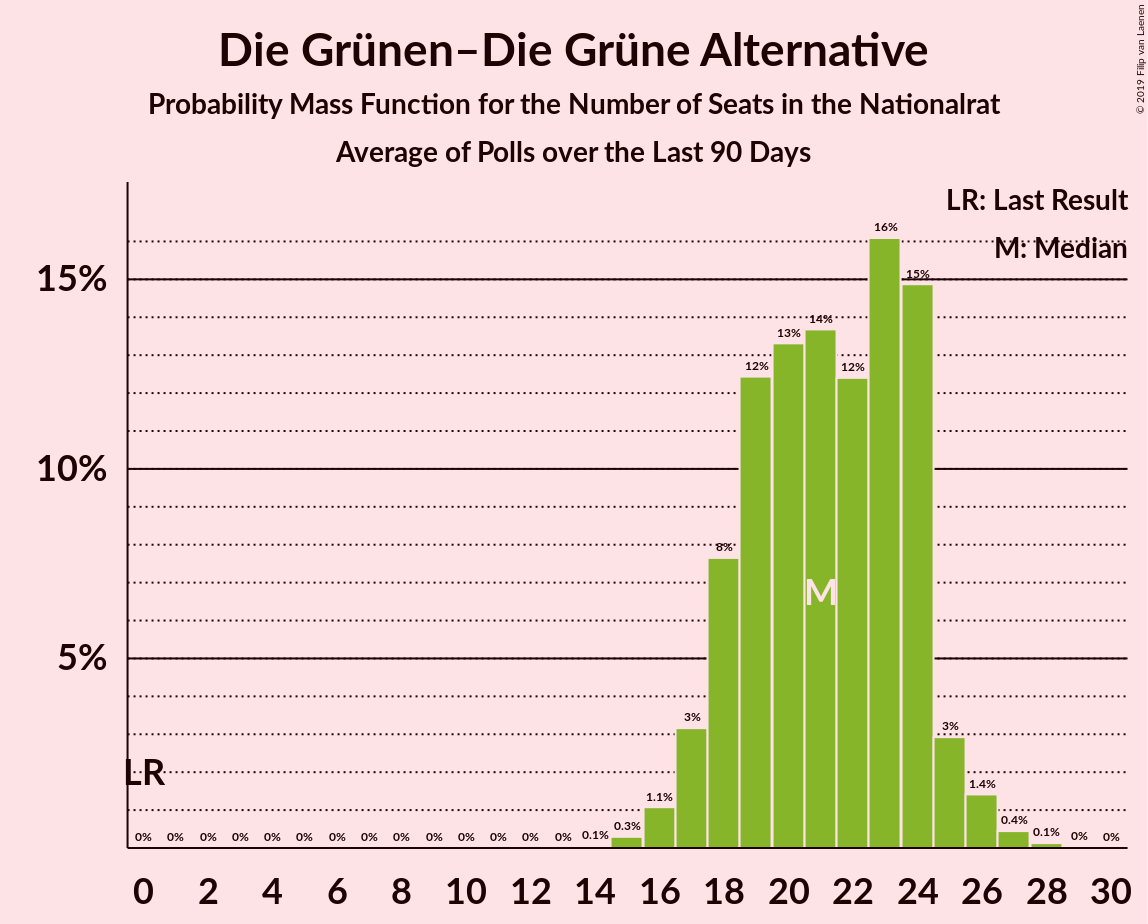 Die Grünen–Die Grüne Alternative
Probability Mass Function for the Number of Seats in the Nationalrat
Average of Polls over the Last 90 Days
© 2019 Filip van Laenen
LR: Last Result
M: Median
15%
10%
5%
16%
15%
14%
13%
12%
12%
8%
3%
3%
1.1%
1.4%
0.3%
0.4%
0.1%
0.1%
0% 0% 0% 0% 0% 0% 0% 0% 0% 0% 0% 0% 0% 0% 0% 0%
M
LR
0 2 4 6 8 10 12 14 16 18 20 22 24 26 28 30